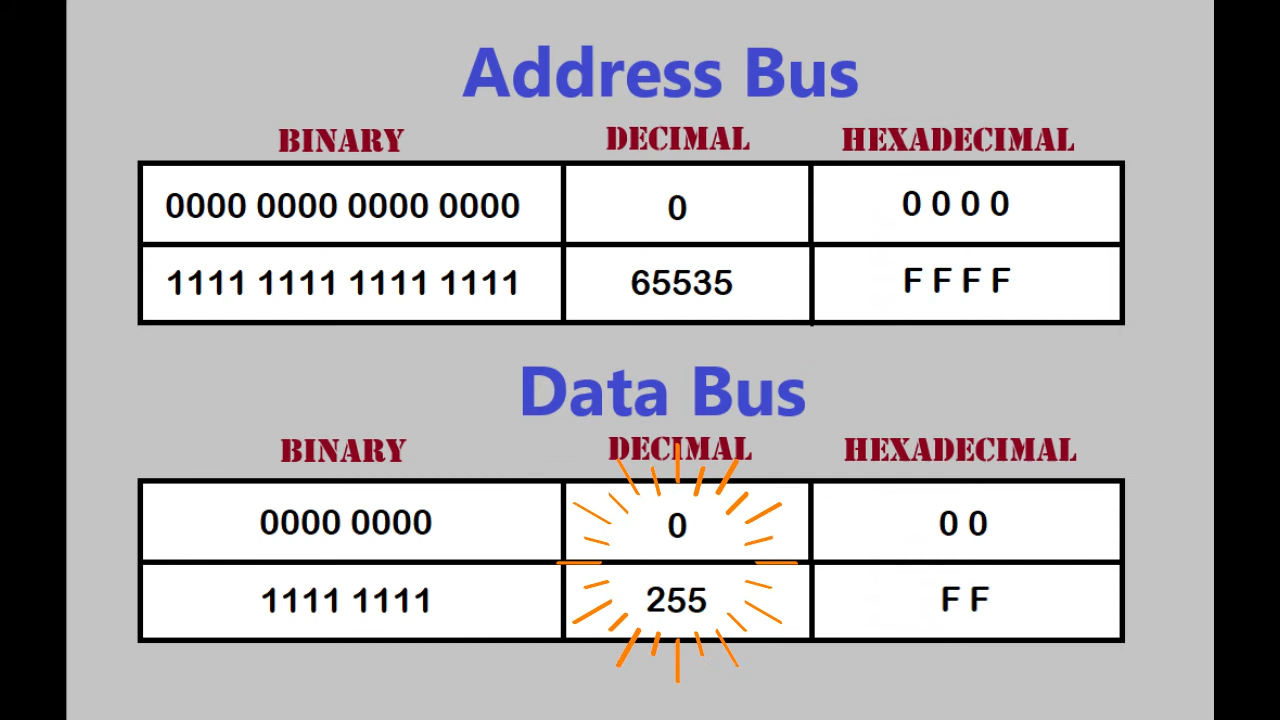 Address Bus
BINARY DECIMAL HEXADECIMAL
0000 0000 0000 0000 0 0 0 0 0
1111 1111 1111 1111 65535 F F F F
Data Bus
BINARY DECIMAL HEXADECIMAL
0000 0000 0 0 0
1111 1111 255 F F